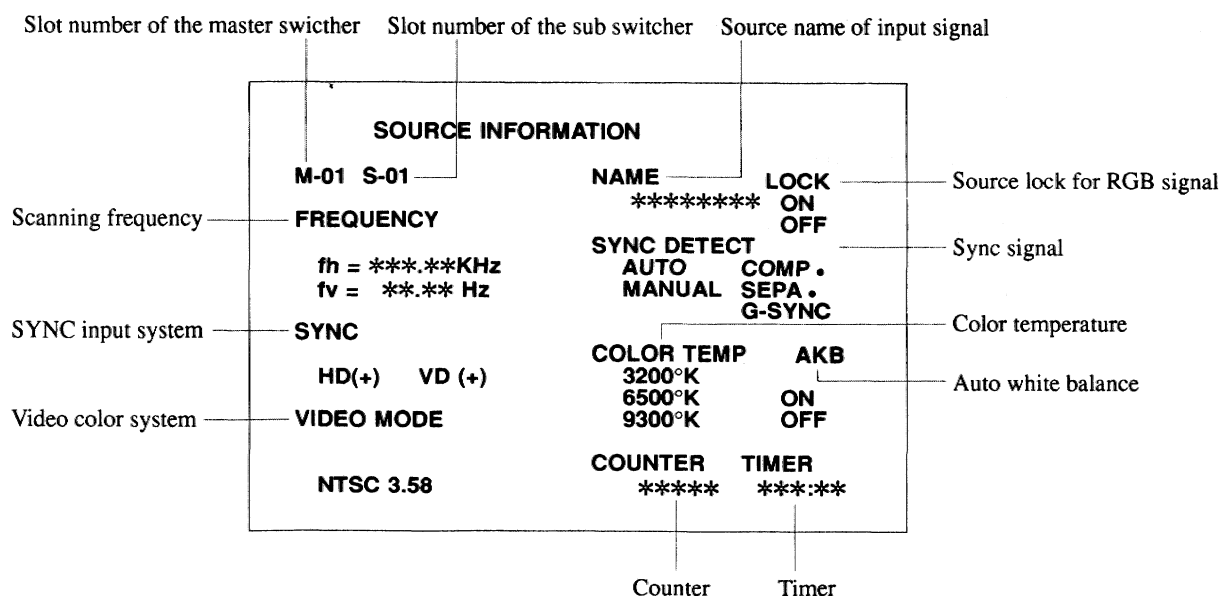 Slot number of the master swicther Slot number of the sub switcher Source name of input signal
SOURCE INFORMATION
M-01 S-01 NAME LOCK Source lock for RGB signal
******** ON
Scanning frequency FREQUENCY OFF
SYNC DETECT Sync signal
fh = ***.**KHz AUTO COMP.
fv = **.** Hz MANUAL SEPA.
G-SYNC
SYNC input system SYNC Color temperature
COLOR TEMP AKB
HD(+) VD (+) 3200°K Auto white balance
6500°K ON
Video color system VIDEO MODE 9300°K OFF
COUNTER TIMER
NTSC 3.58 ***** ***:**
Counter Timer